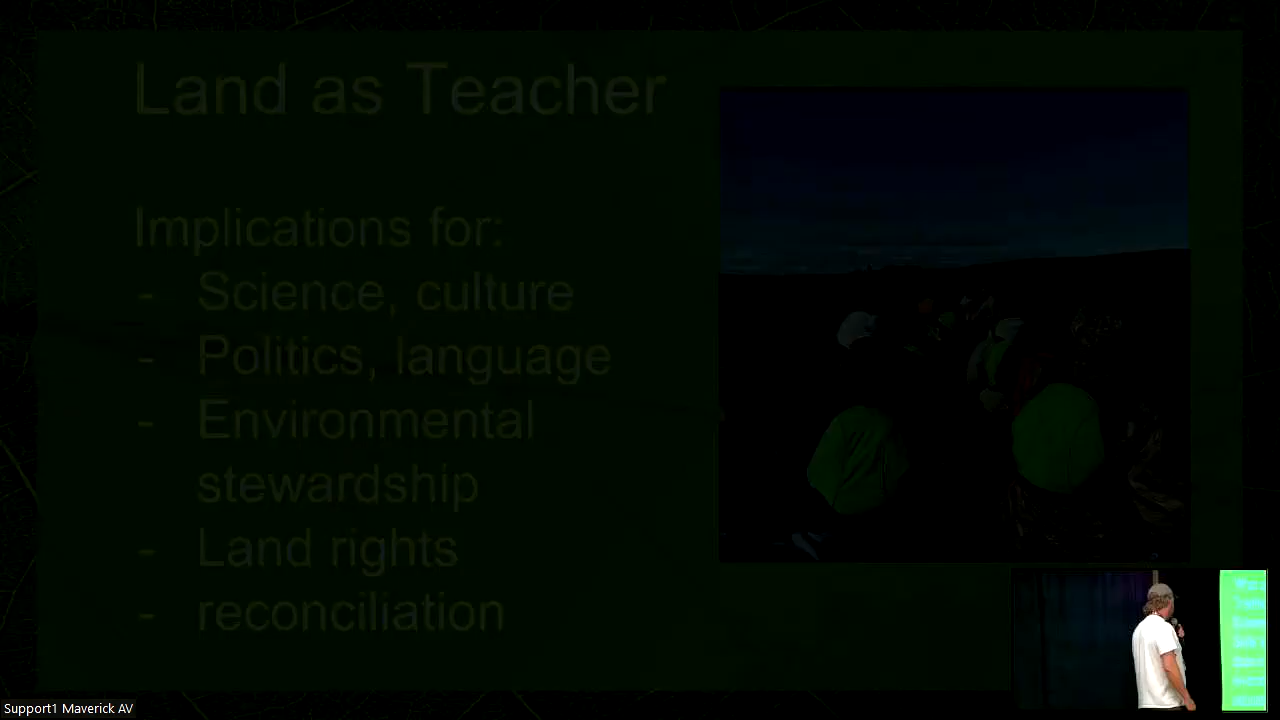 Land as Teacher
Implications for:
- Science, culture
- Politics, language
- Environmental
stewardship
- Land rights
- reconciliation
Support1 Maverick AV